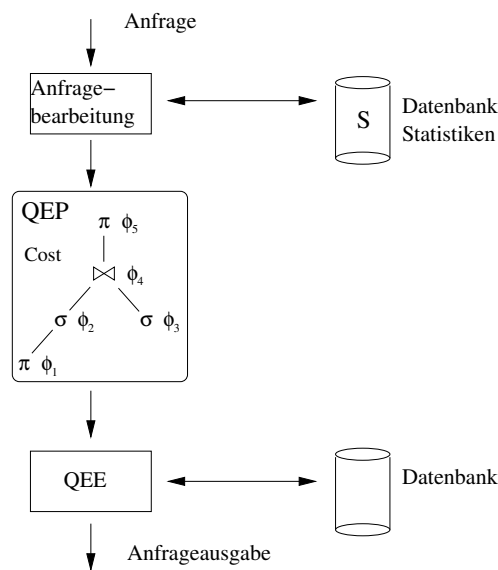 Anfrage
Anfrage−
bearbeitung
S
Datenbank
Statistiken
QEP
π ϕ5
Cost
⋈ ϕ4
σ ϕ2
σ ϕ3
π ϕ1
QEE
Datenbank
Anfrageausgabe